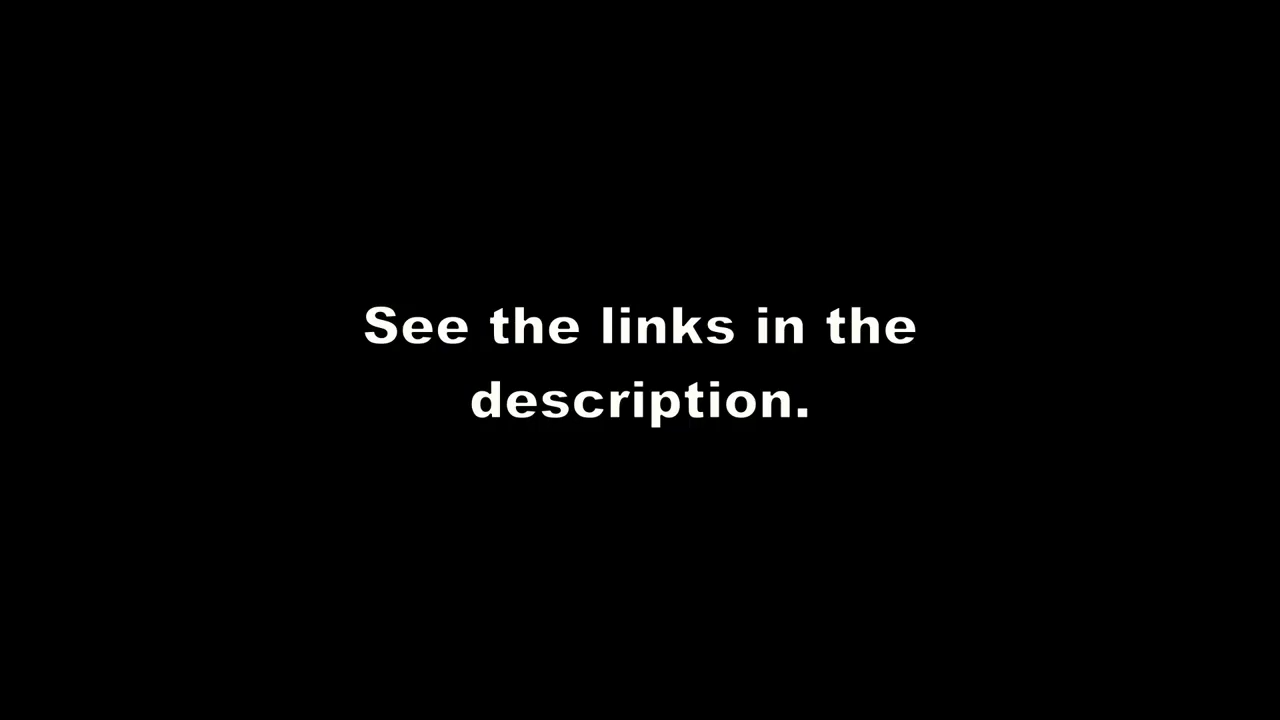 See the links in the
description.